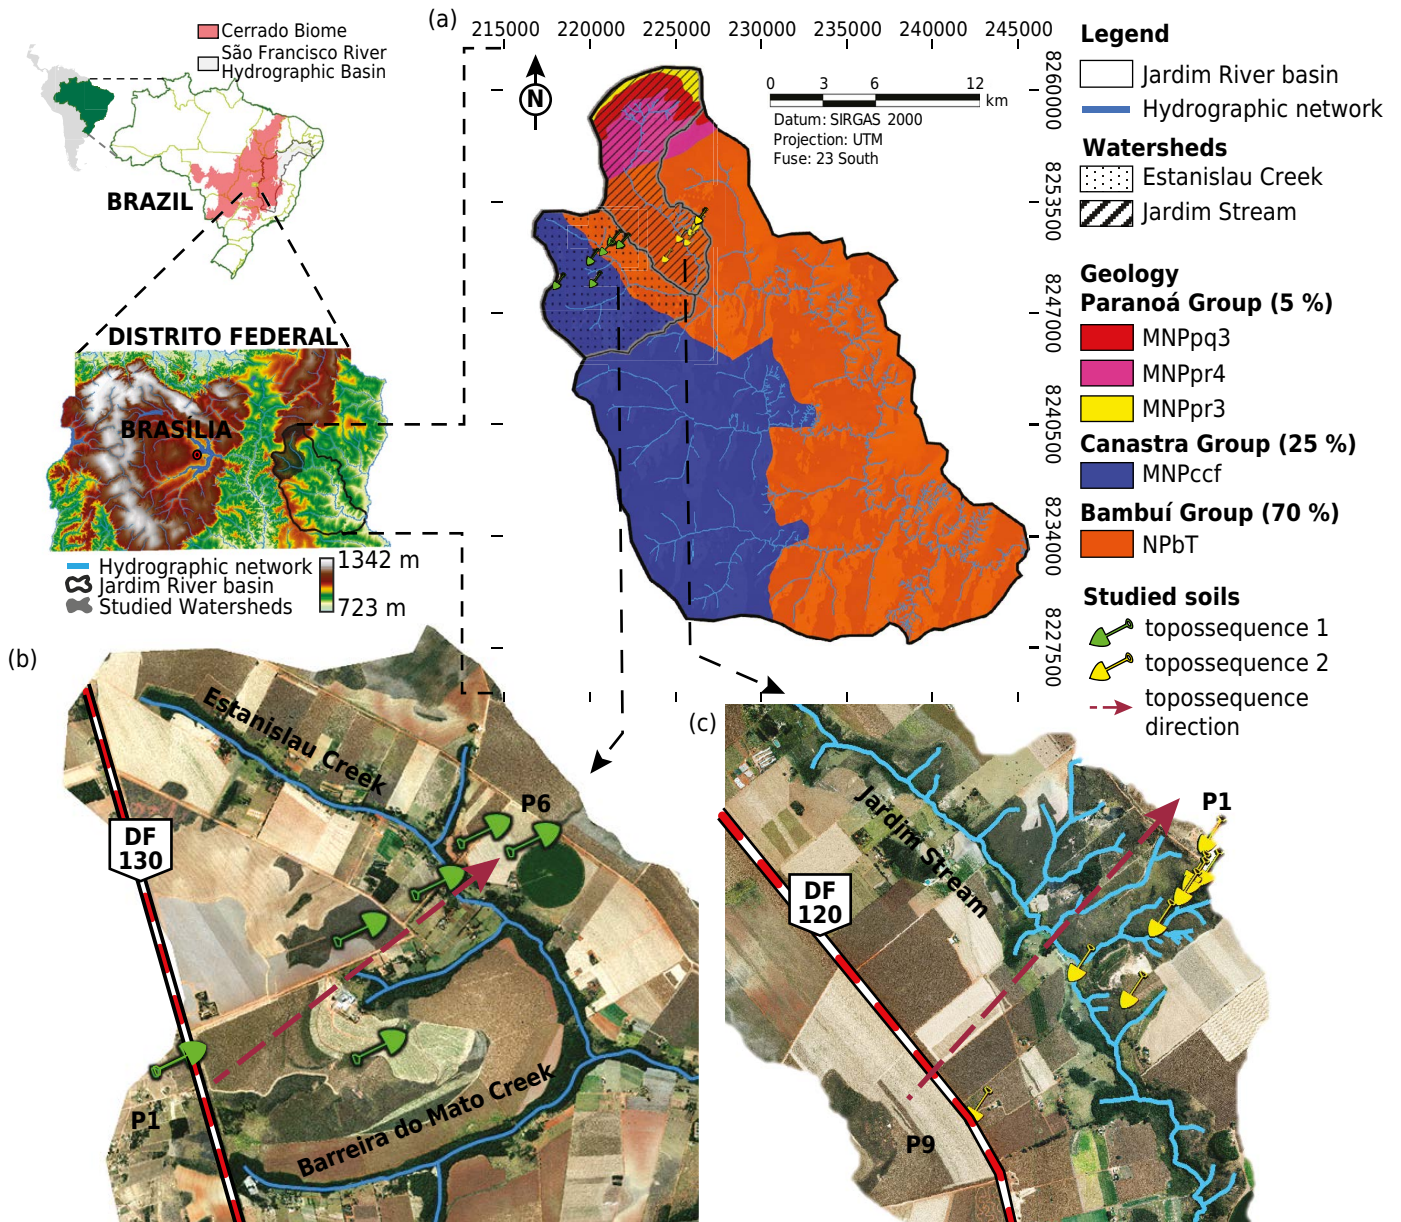 (a)
215000 220000 225000 230000 235000 240000 245000
8260000
8253500
8247000
8240500
8234000
8227500
Cerrado Biome
São Francisco River
Hydrographic Basin
BRAZIL
N
0 3 6 12
km
Datum: SIRGAS 2000
Projection: UTM
Fuse: 23 South
DISTRITO FEDERAL
BRASÍLIA
Hydrographic network
Jardim River basin
Studied Watersheds
1342 m
723 m
Legend
Jardim River basin
Hydrographic network
Watersheds
Estanislau Creek
Jardim Stream
Geology
Paranoá Group (5 %)
MNPpq3
MNPpr4
MNPpr3
Canastra Group (25 %)
MNPccf
Bambuí Group (70 %)
NPbT
Studied soils
topossequence 1
topossequence 2
topossequence
direction
(b)
Estanislau Creek
P6
DF
130
P1
Barreira do Mato Creek
(c)
P1
Jardim Stream
DF
120
P9